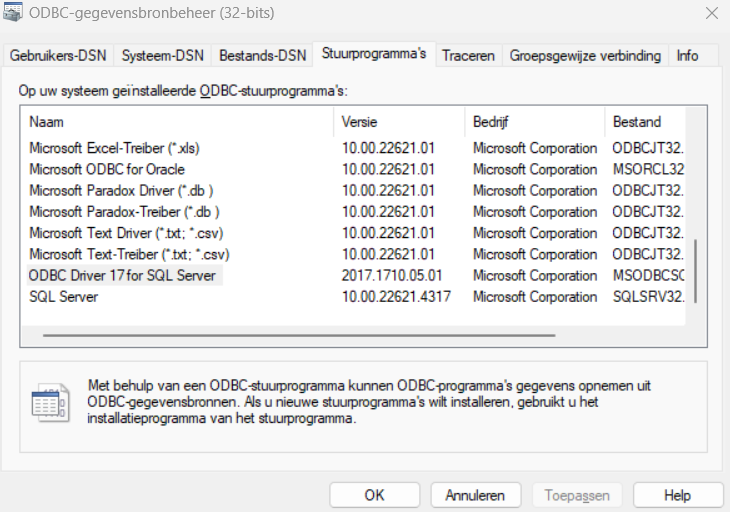 ODBC-gegevensbronbeheer (32-bits)
Gebruikers-DSN Systeem-DSN Bestands-DSN Stuurprogramma's Traceren Groepsgewijze verbinding Info
Op uw systeem geïnstalleerde ODBC-stuurprogramma's:
Naam Versie Bedrijf Bestand
Microsoft Excel-Treiber (*.xls) 10.00.22621.01 Microsoft Corporation ODBCJT32.
Microsoft ODBC for Oracle 10.00.22621.01 Microsoft Corporation MSORCL32
Microsoft Paradox Driver (*.db ) 10.00.22621.01 Microsoft Corporation ODBCJT32.
Microsoft Paradox-Treiber (*.db ) 10.00.22621.01 Microsoft Corporation ODBCJT32.
Microsoft Text Driver (*.txt; *.csv) 10.00.22621.01 Microsoft Corporation ODBCJT32.
Microsoft Text-Treiber (*.txt; *.csv) 10.00.22621.01 Microsoft Corporation ODBCJT32.
ODBC Driver 17 for SQL Server 2017.1710.05.01 Microsoft Corporation MSODBCSQ
SQL Server 10.00.22621.4317 Microsoft Corporation SQLSRV32.
Met behulp van een ODBC-stuurprogramma kunnen ODBC-programma's gegevens opnemen uit
ODBC-gegevensbronnen. Als u nieuwe stuurprogramma's wilt installeren, gebruikt u het
installatieprogramma van het stuurprogramma.
OK Annuleren Toepassen Help